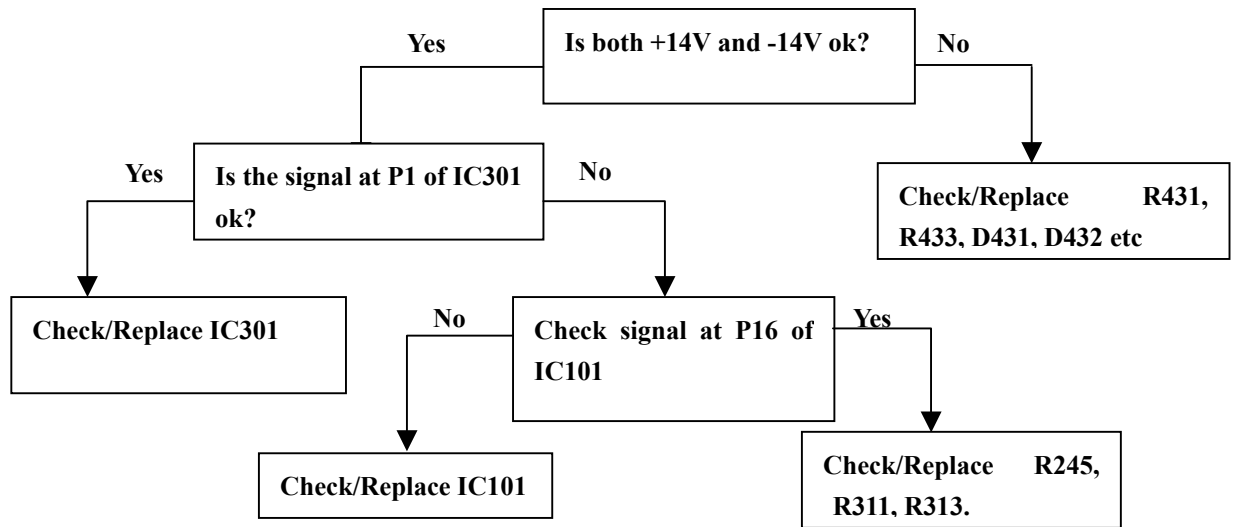 Yes
Is both +14V and -14V ok?
No
Yes
Is the signal at P1 of IC301
ok?
No
Check/Replace R431,
R433, D431, D432 etc
Check/Replace IC301
No
Check signal at P16 of
IC101
Yes
Check/Replace IC101
Check/Replace R245,
R311, R313.